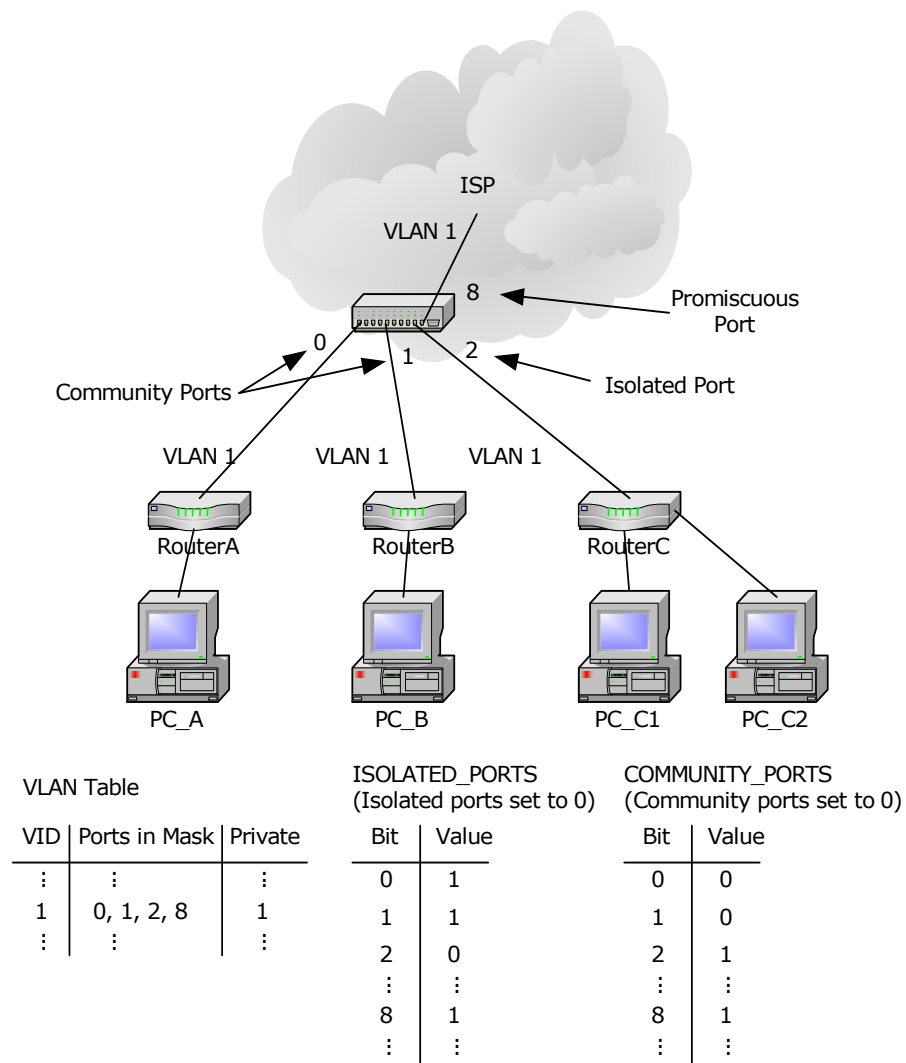 ISP
VLAN 1
8
Promiscuous
Port
0
1
2
Community Ports
Isolated Port
VLAN 1
VLAN 1
VLAN 1
RouterA
RouterB
RouterC
PC_A
PC_B
PC_C1
PC_C2
VLAN Table
VID Ports in Mask Private
⋮ ⋮ ⋮
1 0, 1, 2, 8 1
⋮ ⋮ ⋮
ISOLATED_PORTS
(Isolated ports set to 0)
Bit Value
0 1
1 1
2 0
⋮ ⋮
8 1
⋮ ⋮
COMMUNITY_PORTS
(Community ports set to 0)
Bit Value
0 0
1 0
2 1
⋮ ⋮
8 1
⋮ ⋮